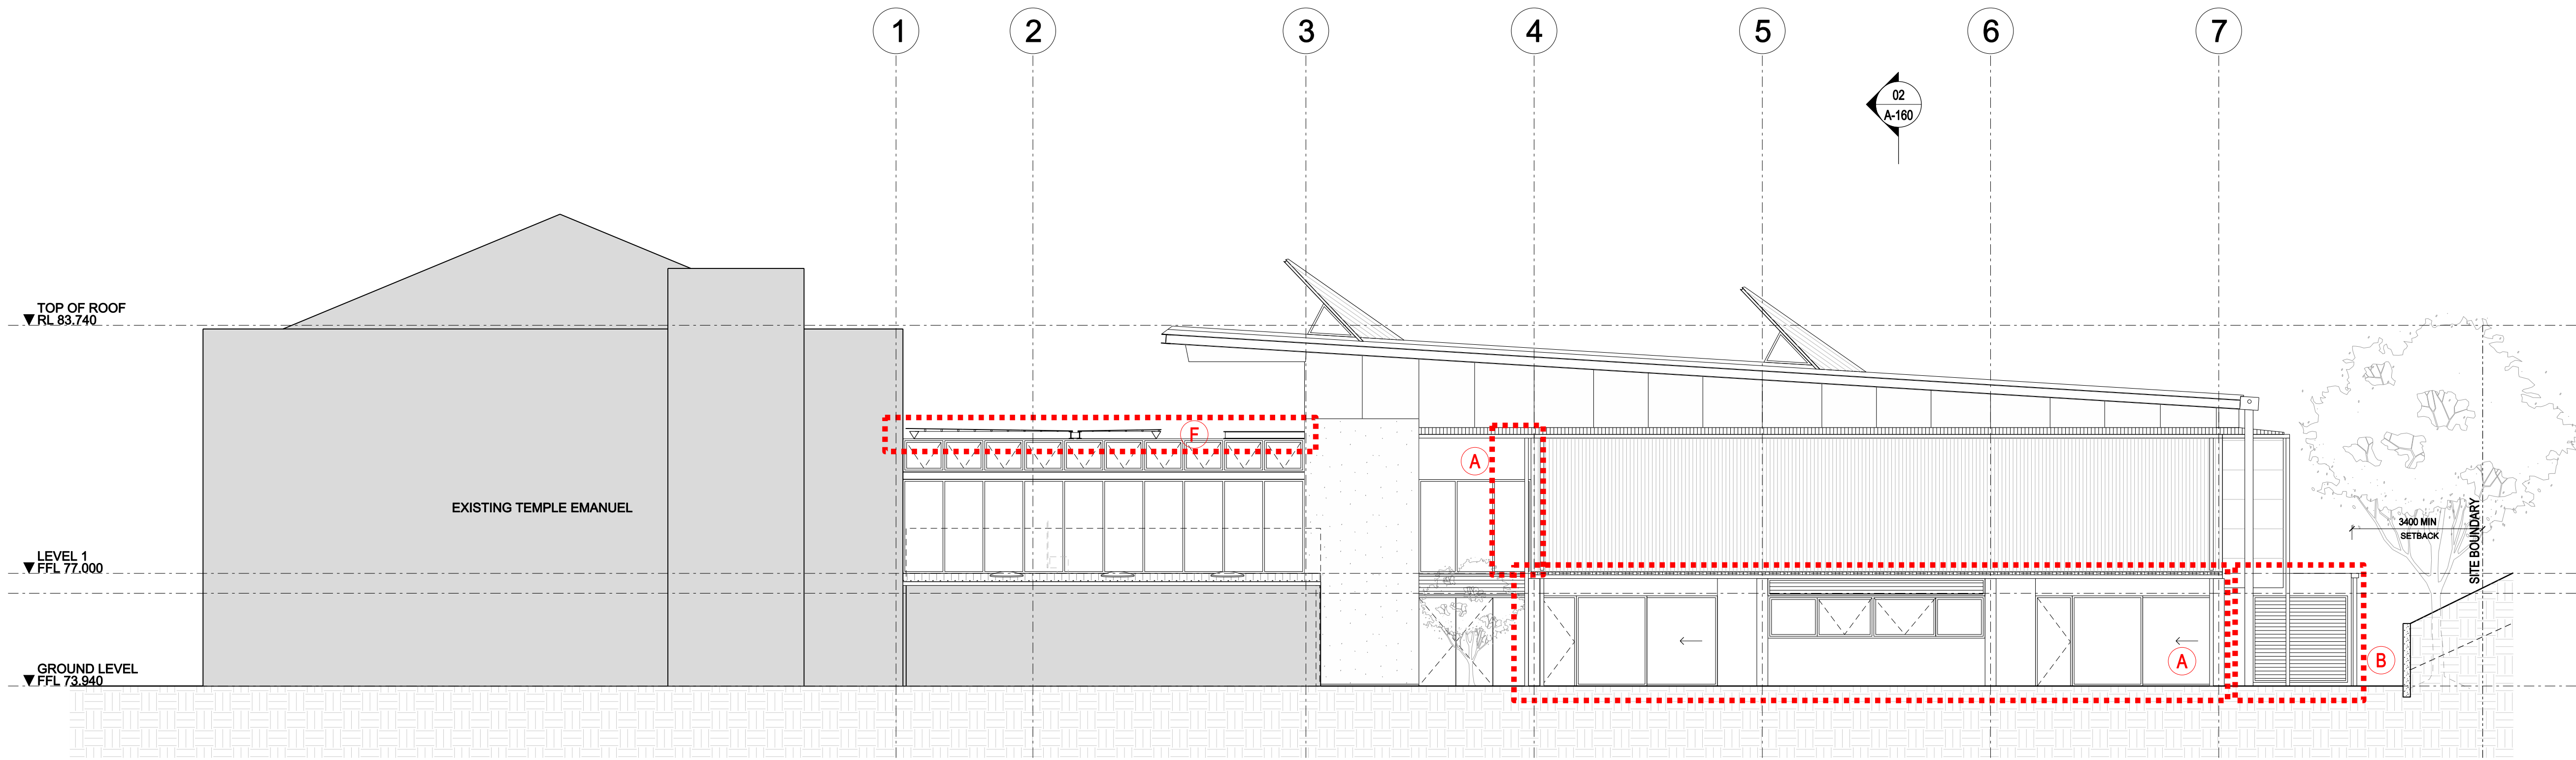 1
2
3
4
5
6
7
02
A-160
TOP OF ROOF
RL 83.740
F
A
EXISTING TEMPLE EMANUEL
3400 MIN
SETBACK
SITE BOUNDARY
LEVEL 1
FFL 77.000
GROUND LEVEL
FFL 73.940
A
B